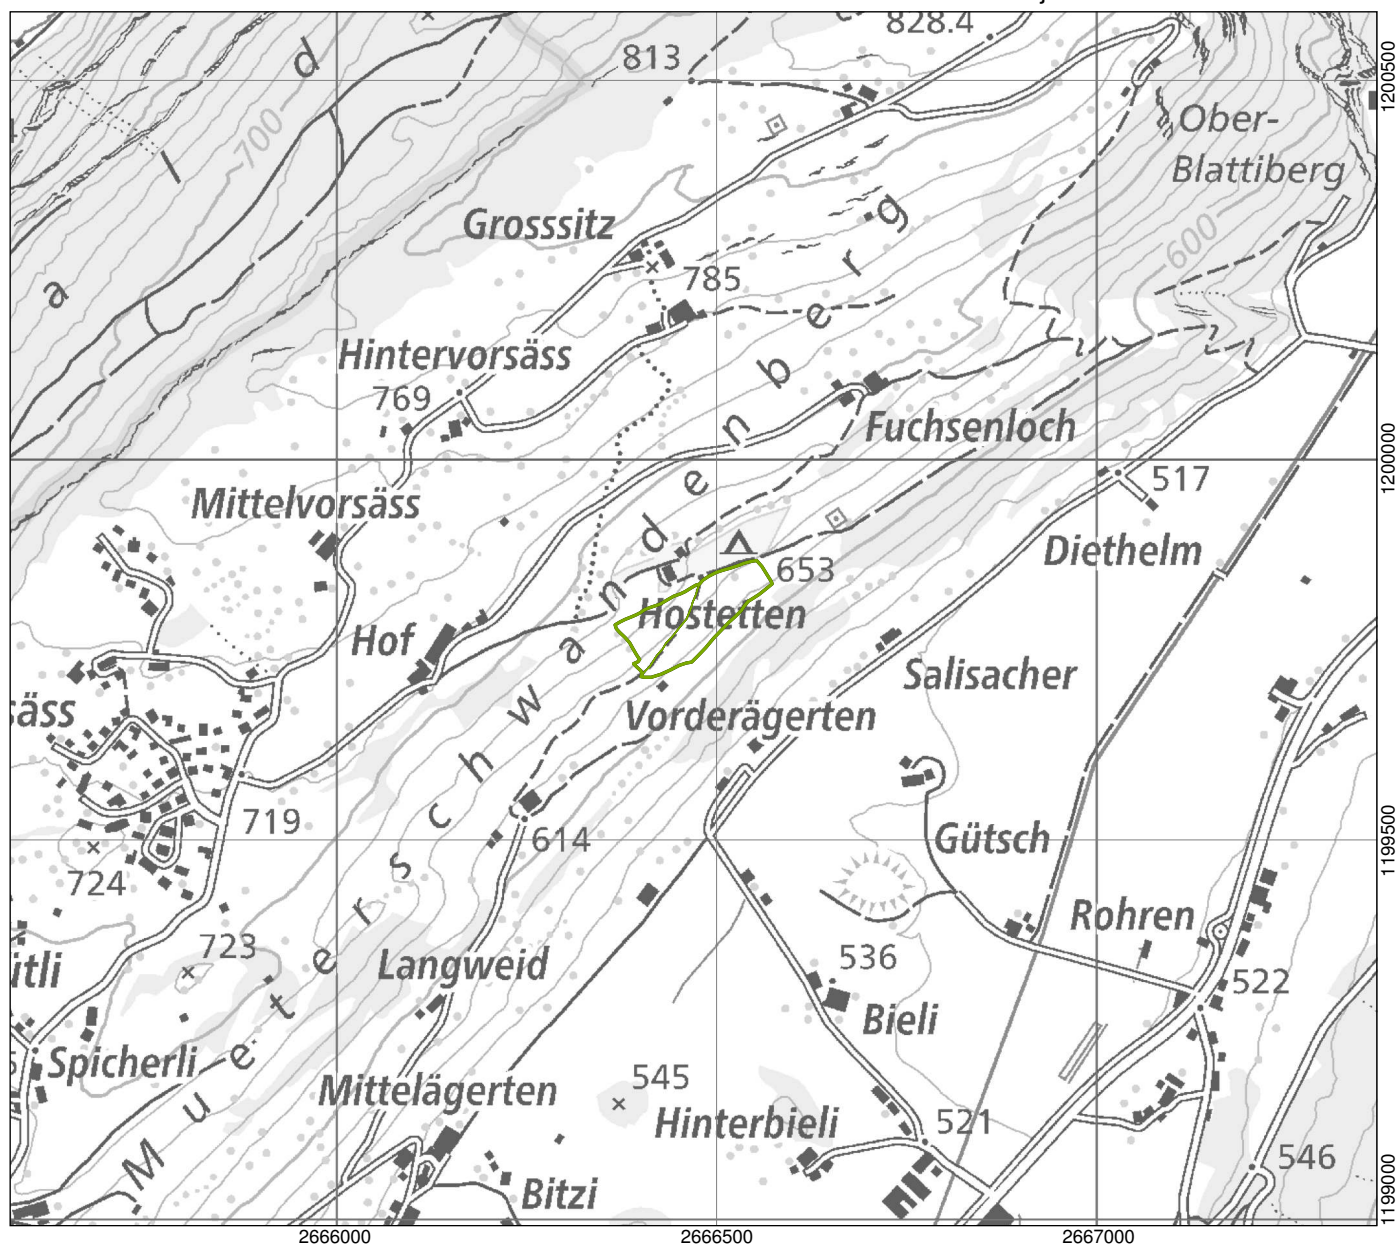 828.4
813
d
1200500
700
Ober-
Blattiberg
l
Grosssitz
g
600
785
r
a
e
Hintervorsäss
769
b
Fuchsenloch
n
1200000
Mittelvorsäss
e
517
d
Diethelm
653
n
Hostetten
Hof
a
Salisacher
säss
w
Vorderägerten
h
719
c
614
Gütsch
1199500
724
s
r
Rohren
723
536
itli
e
Langweid
522
t
Bieli
Spicherli
e
545
Mittelägerten
u
Hinterbieli
521
M
546
Bitzi
1199000
2666000
2666500
2667000